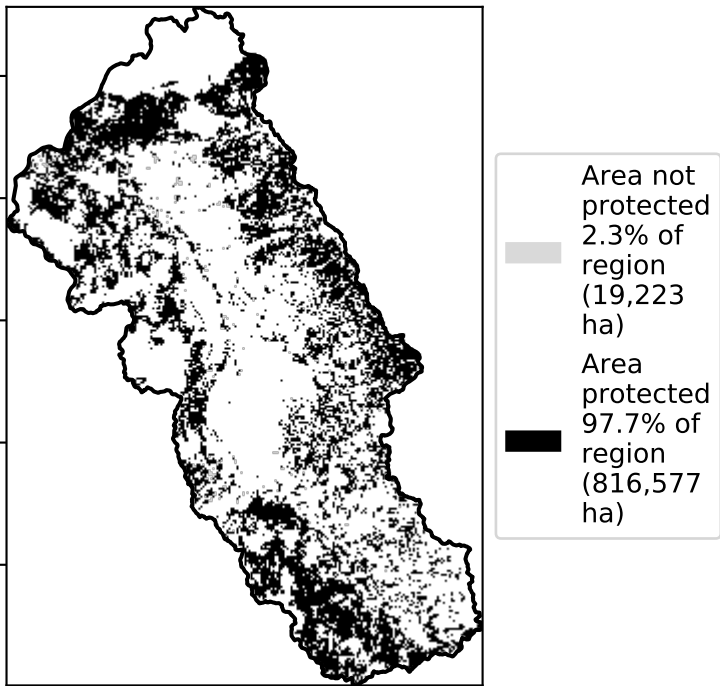 Area not
protected
2.3% of
region
(19,223
ha)
Area
protected
97.7% of
region
(816,577
ha)